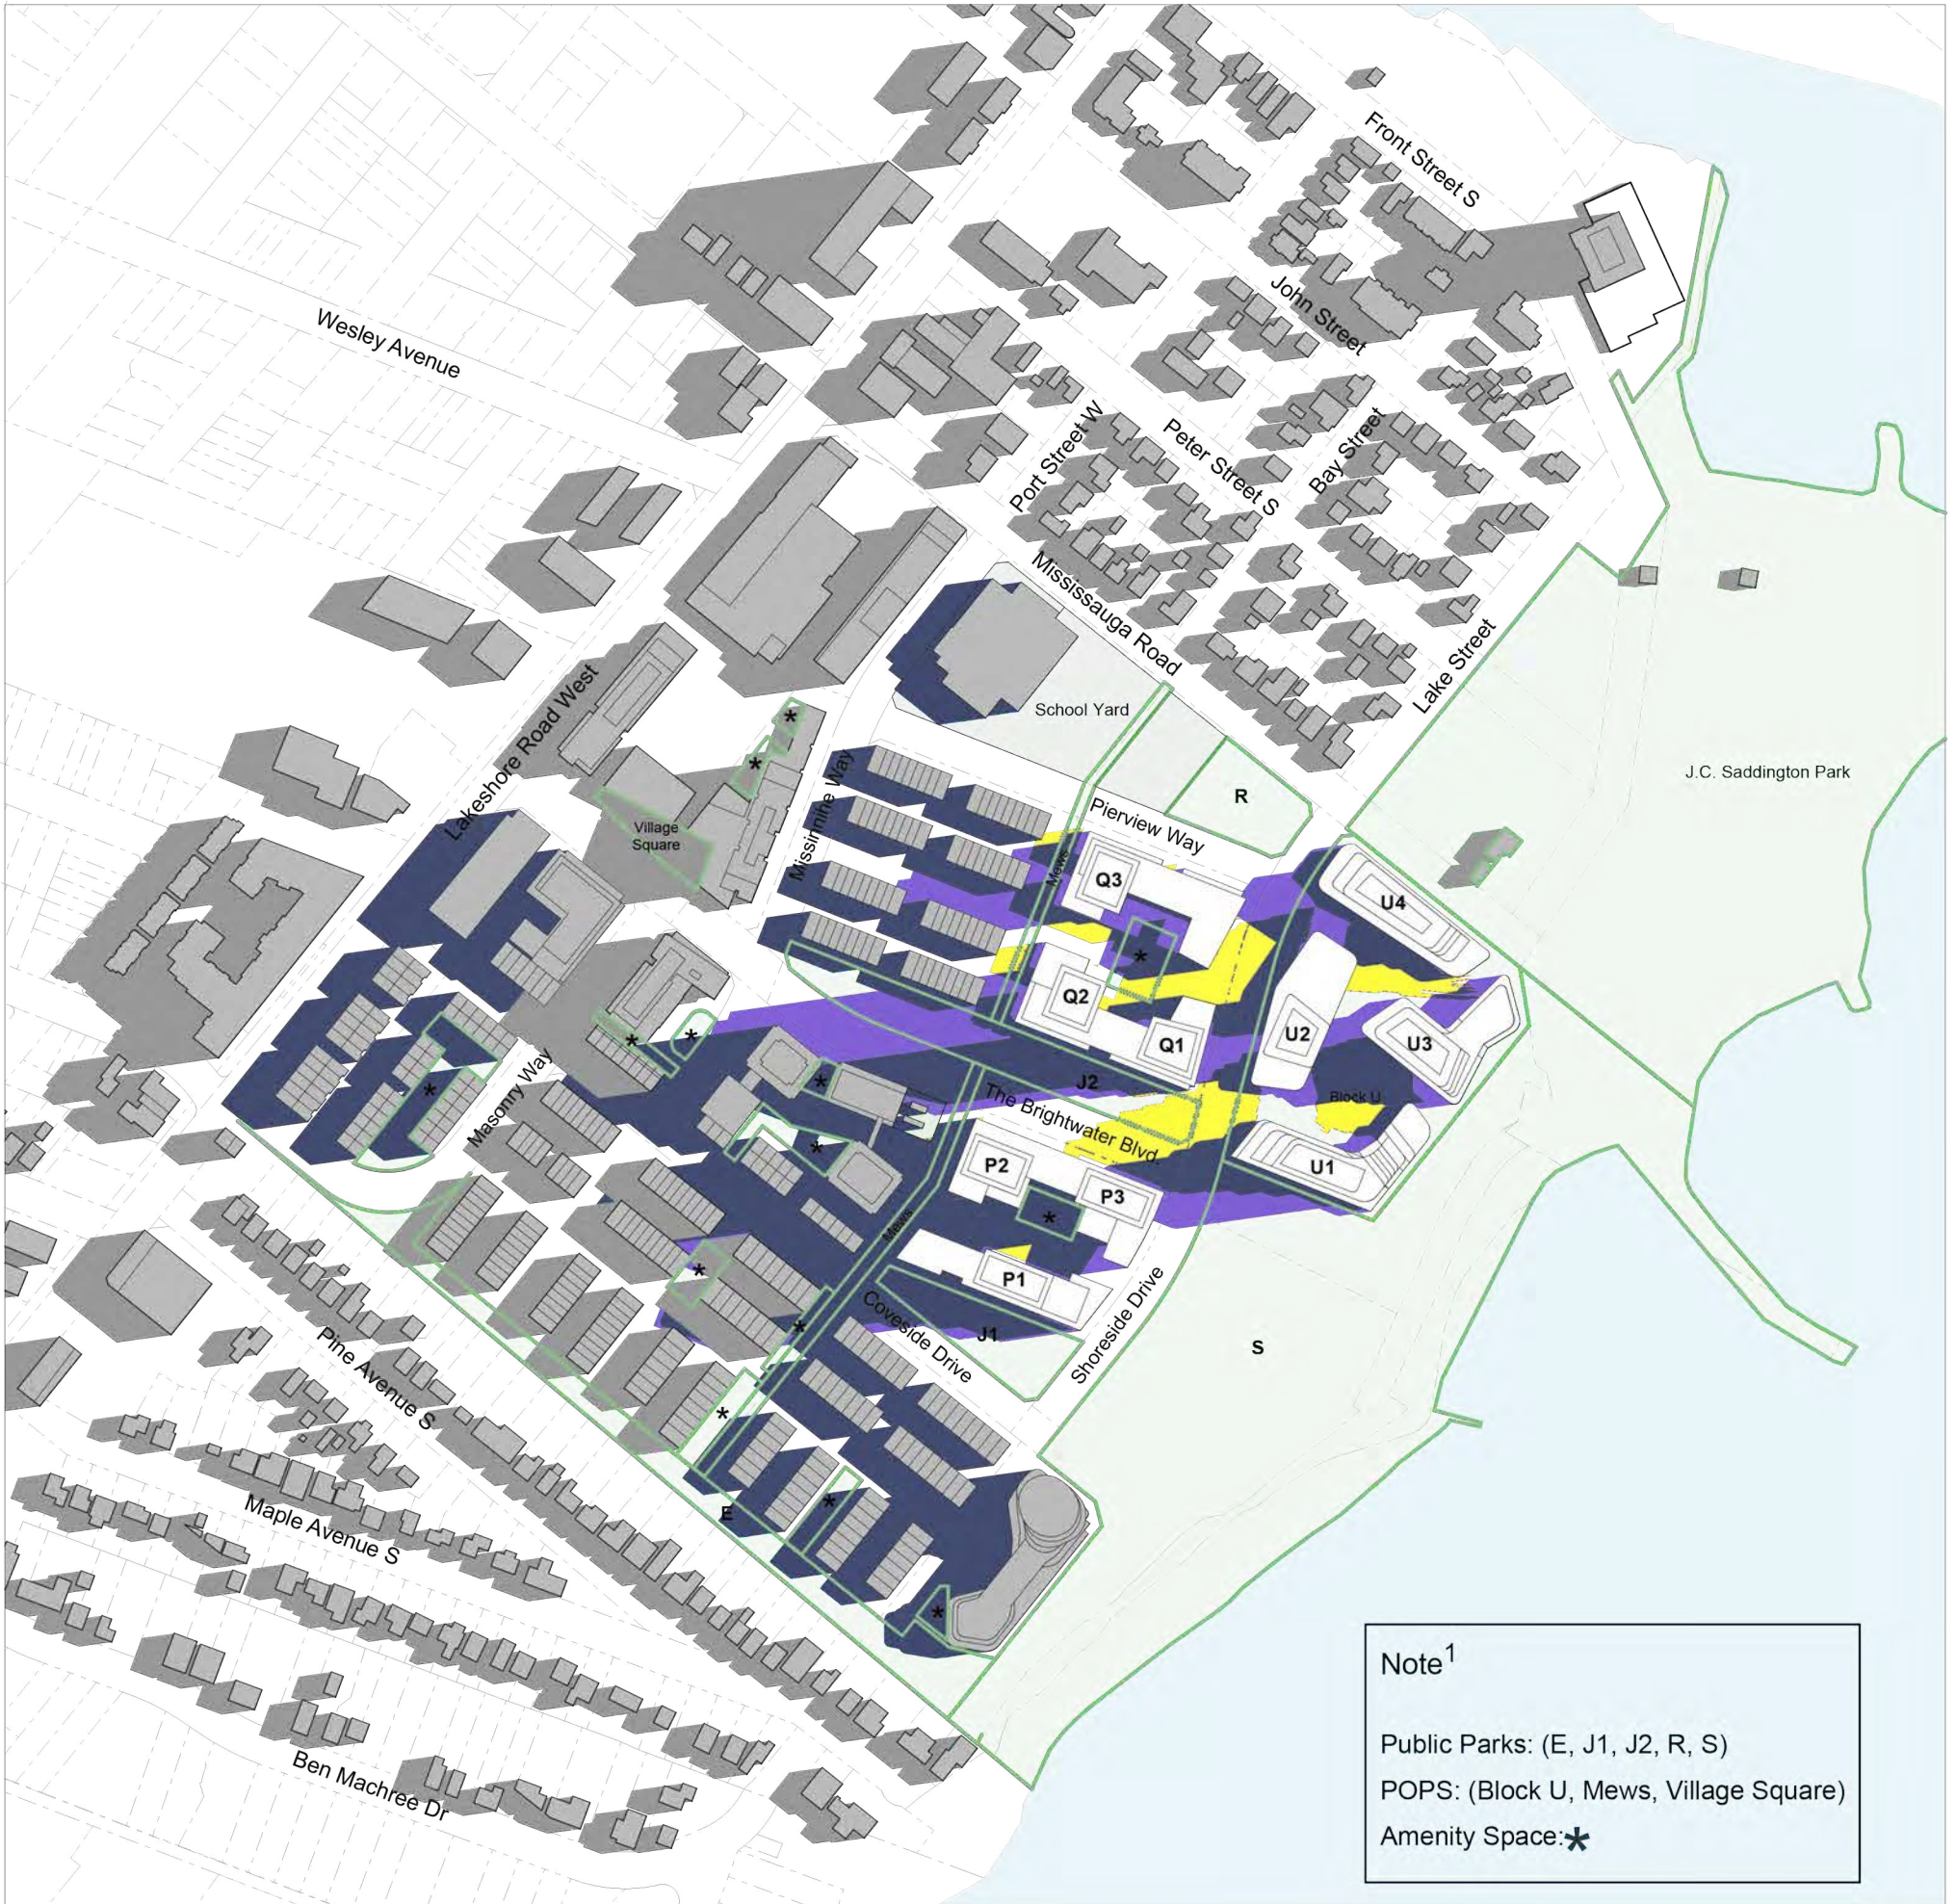 Front Street S
John Street
Wesley Avenue
Port Street W
Peter Street S
Bay Street
Mississauga Road
Lake Street
Lakeshore Road West
School Yard
*
*
J.C. Saddington Park
R
Missinnihe Way
Village
Square
Pierview Way
Mews
Q3
U4
*
Q2
U2
Q1
U3
*
*
*
*
J2
Masonry Way
The Brightwater Blvd.
Block U
*
P2
U1
P3
*
Mews
*
P1
Coveside Drive
J1
*
Shoreside Drive
S
Pine Avenue S
*
*
E
Maple Avenue S
*
Ben Machree Dr
Note1
Public Parks: (E, J1, J2, R, S)
POPS: (Block U, Mews, Village Square)
Amenity Space:*